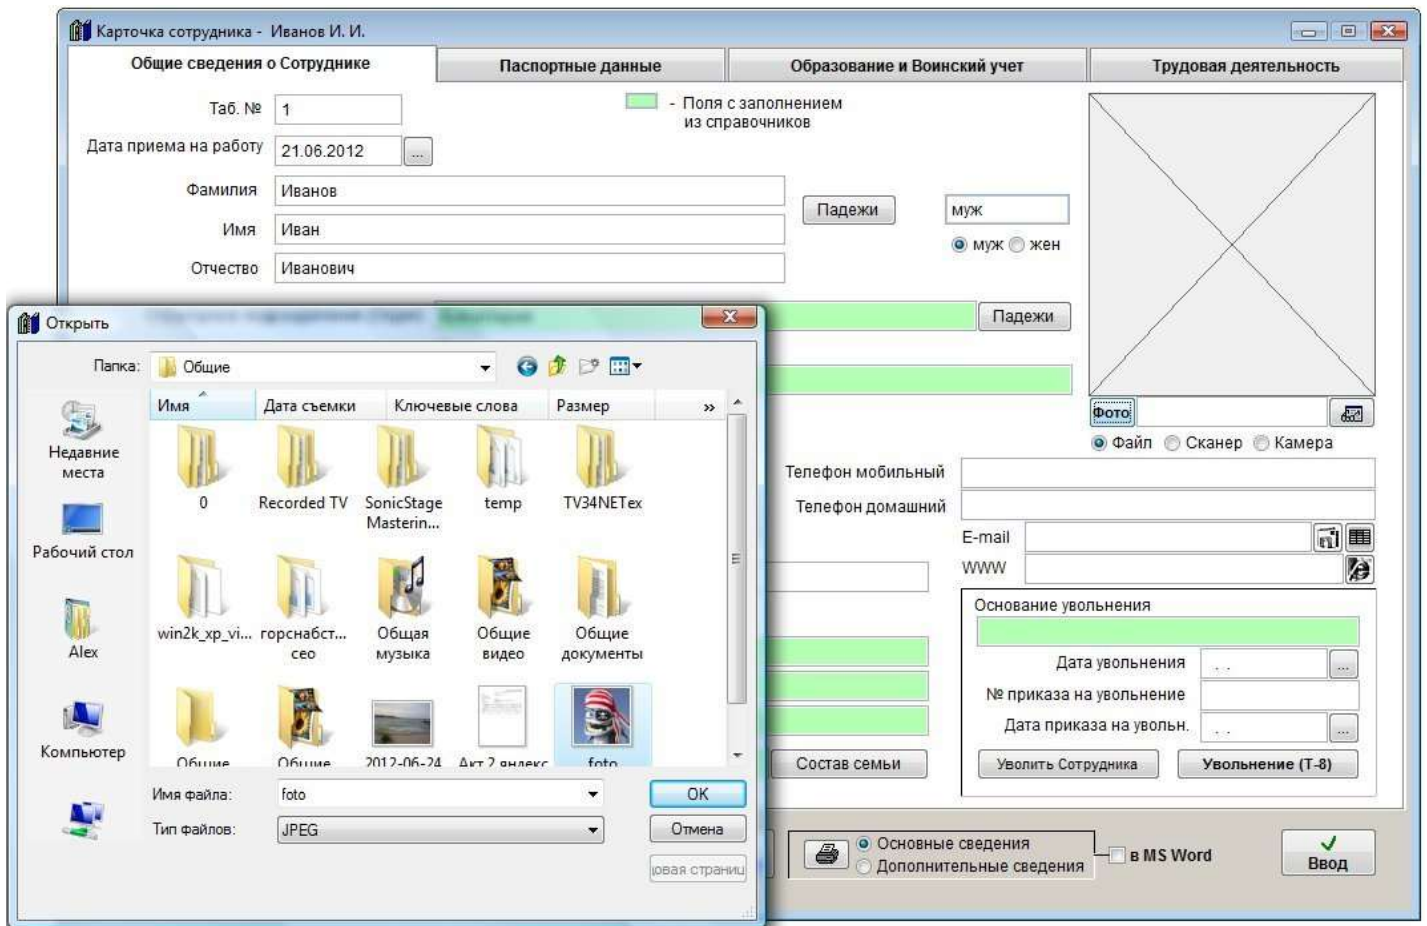 Карточка сотрудника - Иванов И. И.
Общие сведения о Сотруднике
Паспортные данные
Образование и Воинский учет
Трудовая деятельность
Таб. №
1
- Поля с заполнением
из справочников
Дата приема на работу
21.06.2012
...
Фамилия
Иванов
Падежи
муж
Имя
Иван
муж
жен
Отчество
Иванович
Падежи
Фото
Файл
Сканер
Камера
Телефон мобильный
Телефон домашний
E-mail
WWW
Основание увольнения
Дата увольнения
. .
...
№ приказа на увольнение
Дата приказа на увольн.
. .
...
Состав семьи
Уволить Сотрудника
Увольнение (Т-8)
Основные сведения
Дополнительные сведения
в MS Word
Ввод
Открыть
Папка:
Общие
Имя
Дата съемки
Ключевые слова
Размер
»
Недавние
места
Рабочий стол
Alex
Компьютер
0
Recorded TV
SonicStage
Masterin...
temp
TV34NETex
win2k_xp_vi...
горснабст...
сео
Общая
музыка
Общие
видео
Общие
документы
Общие
Общие
2012-06-24
Акт 2 яндекс
foto
Имя файла:
foto
OK
Тип файлов:
JPEG
Отмена
овая страниц